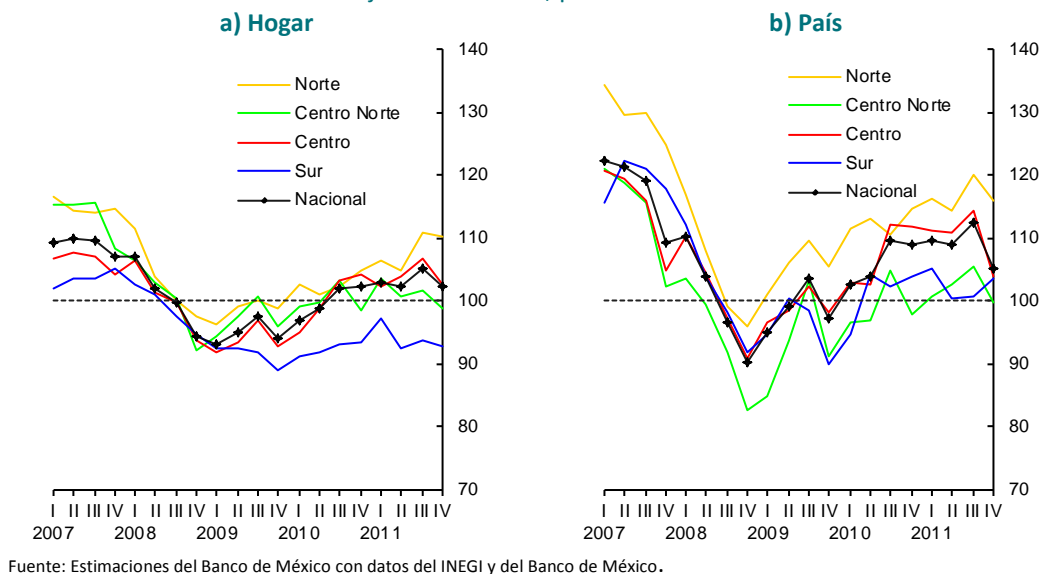 a) Hogar
b) País
140
130
120
110
100
90
80
70
Norte
Centro Norte
Centro
Sur
Nacional
I II III IV I II III IV I II III IV I II III IV I II III IV
2007 2008 2009 2010 2011
140
130
120
110
100
90
80
70
Norte
Centro Norte
Centro
Sur
Nacional
I II III IV I II III IV I II III IV I II III IV I II III IV
2007 2008 2009 2010 2011
Fuente: Estimaciones del Banco de México con datos del INEGI y del Banco de México.